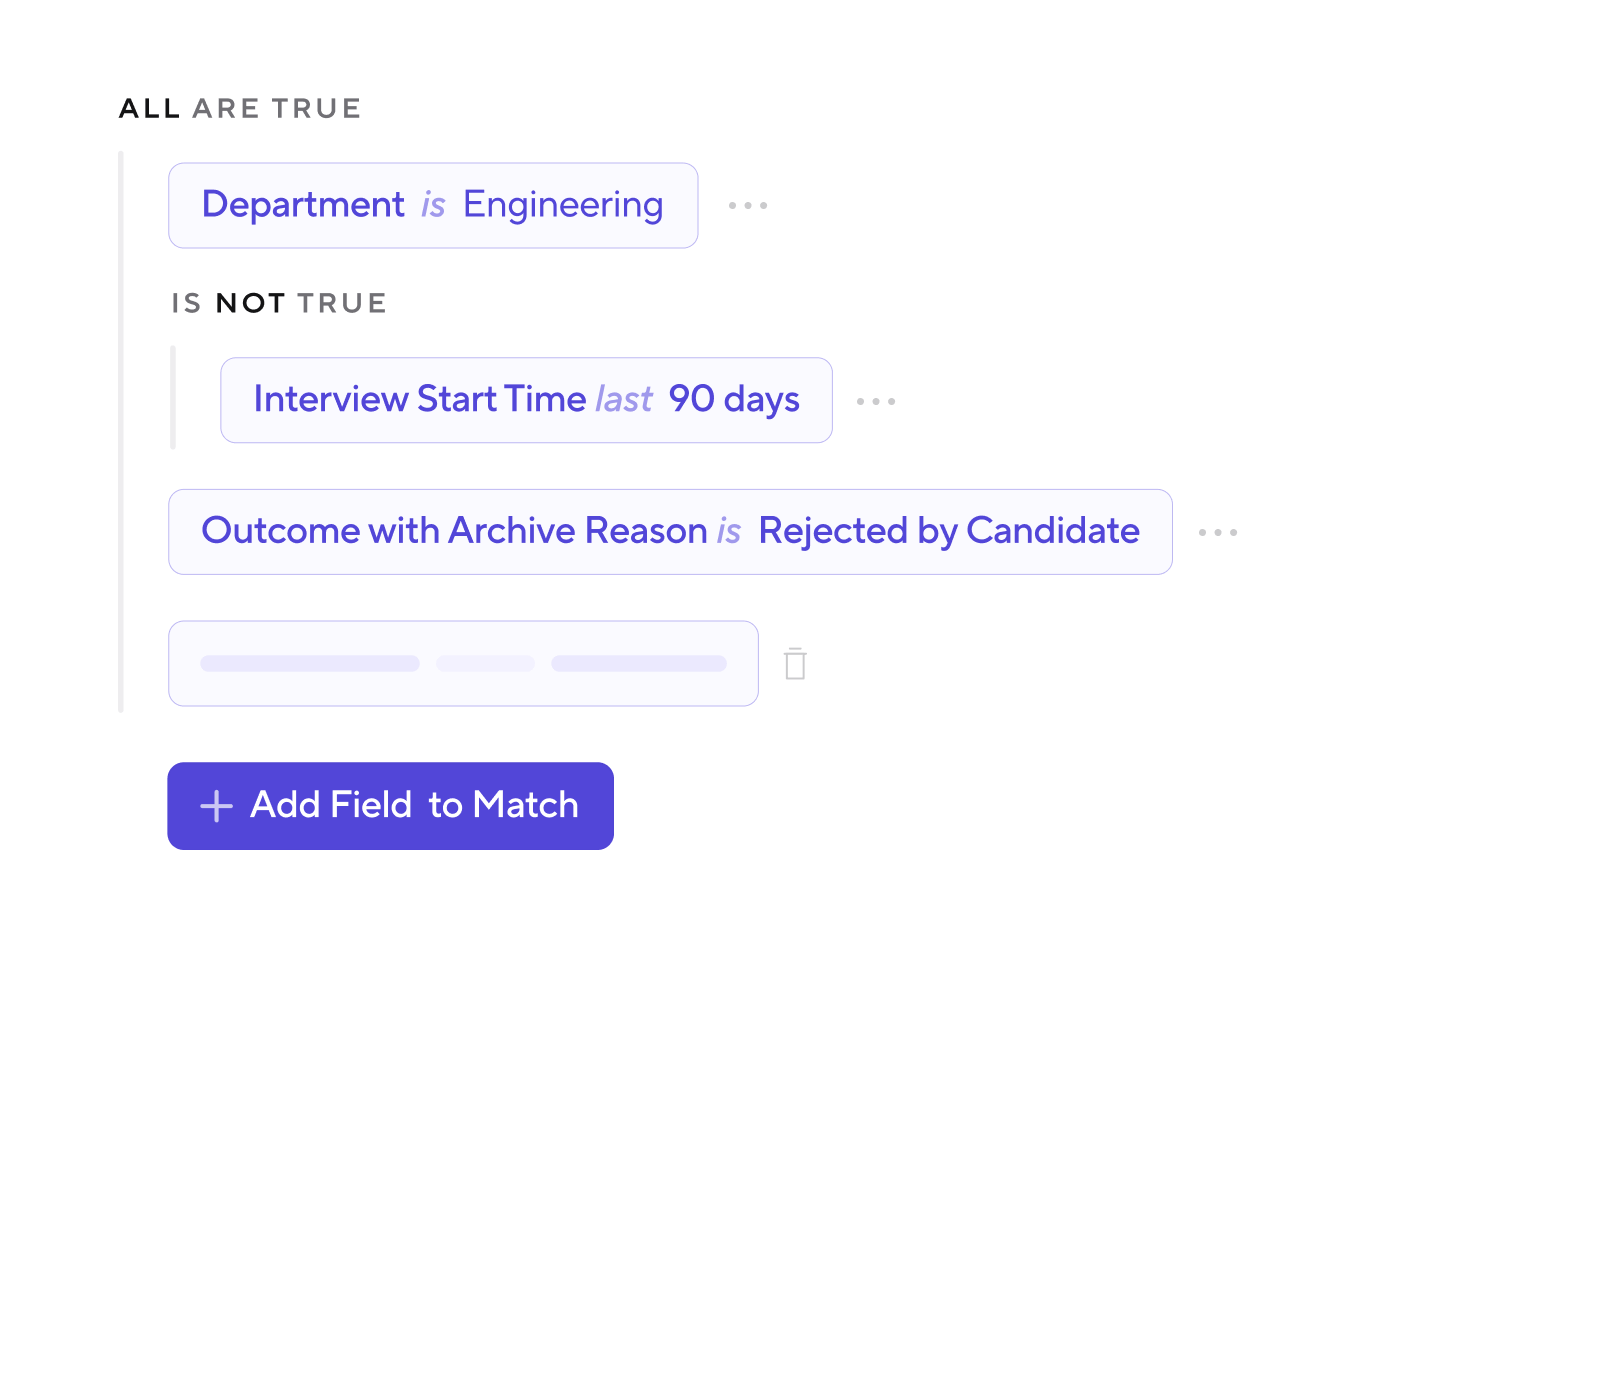 ALL ARE TRUE
Department is Engineering
IS NOT TRUE
Interview Start Time last 90 days
Outcome with Archive Reason is Rejected by Candidate
Add Field to Match